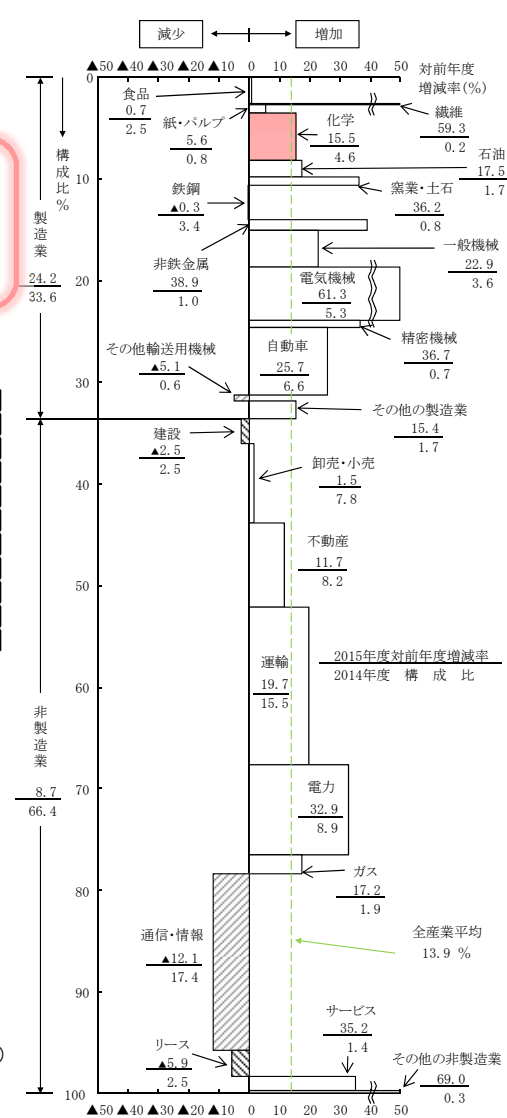 減少 増加
▲50 ▲40 ▲30 ▲20 ▲10 0 10 20 30 40 50
対前年度
増減率(%)
0
食品
0.7
2.5
繊維
59.3
0.2
紙・パルプ
5.6
0.8
化学
15.5
4.6
石油
17.5
1.7
構成比%
10
鉄鋼
▲0.3
3.4
窯業・土石
36.2
0.8
製造業
24.2
33.6
非鉄金属
38.9
1.0
一般機械
22.9
3.6
20
電気機械
61.3
5.3
精密機械
36.7
0.7
その他輸送用機械
▲5.1
0.6
自動車
25.7
6.6
30
その他の製造業
15.4
1.7
建設
▲2.5
2.5
卸売・小売
1.5
7.8
40
不動産
11.7
8.2
50
運輸
19.7
15.5
2015年度対前年度増減率
2014年度 構 成 比
60
非製造業
8.7
66.4
70
電力
32.9
8.9
ガス
17.2
1.9
80
通信・情報
▲12.1
17.4
全産業平均
13.9 %
90
サービス
35.2
1.4
リース
▲5.9
2.5
その他の非製造業
69.0
0.3
100
▲50 ▲40 ▲30 ▲20 ▲10 0 10 20 30 40 50